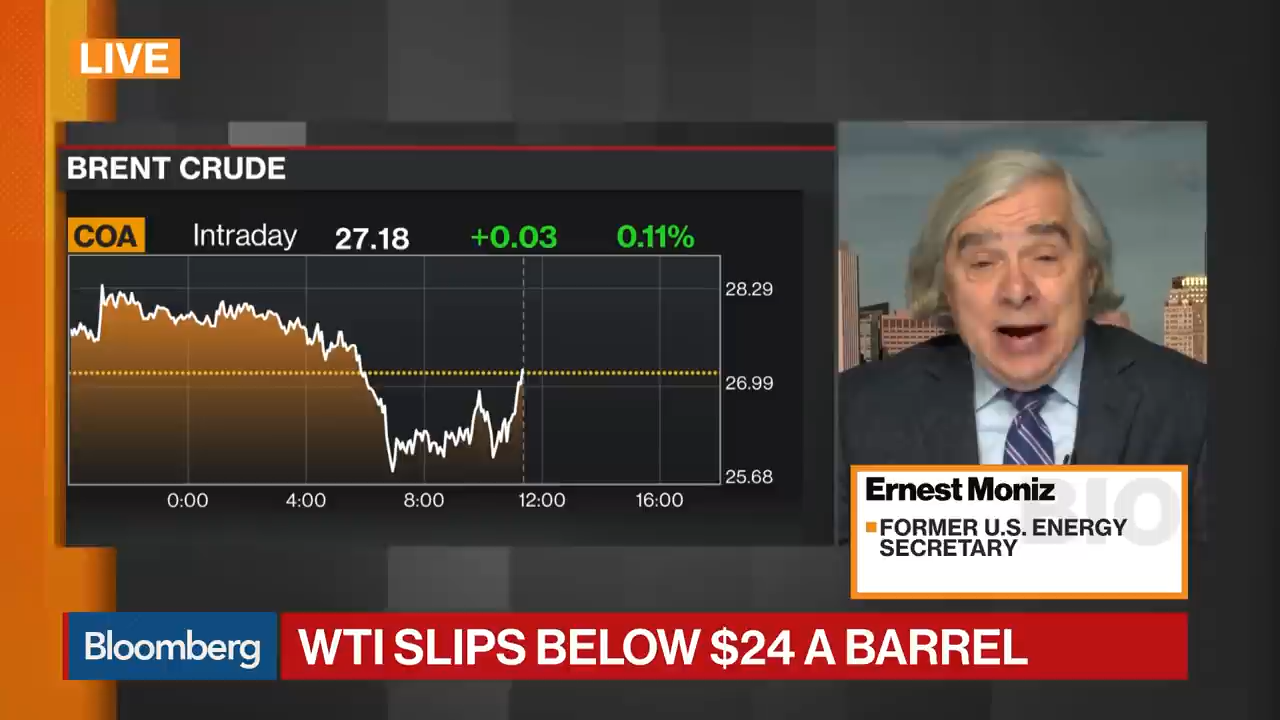 LIVE
BRENT CRUDE
COA Intraday 27.18 +0.03 0.11%
28.29
26.99
25.68
0:00 4:00 8:00 12:00 16:00
Ernest Moniz
BIO
FORMER U.S. ENERGY
SECRETARY
Bloomberg WTI SLIPS BELOW $24 A BARREL